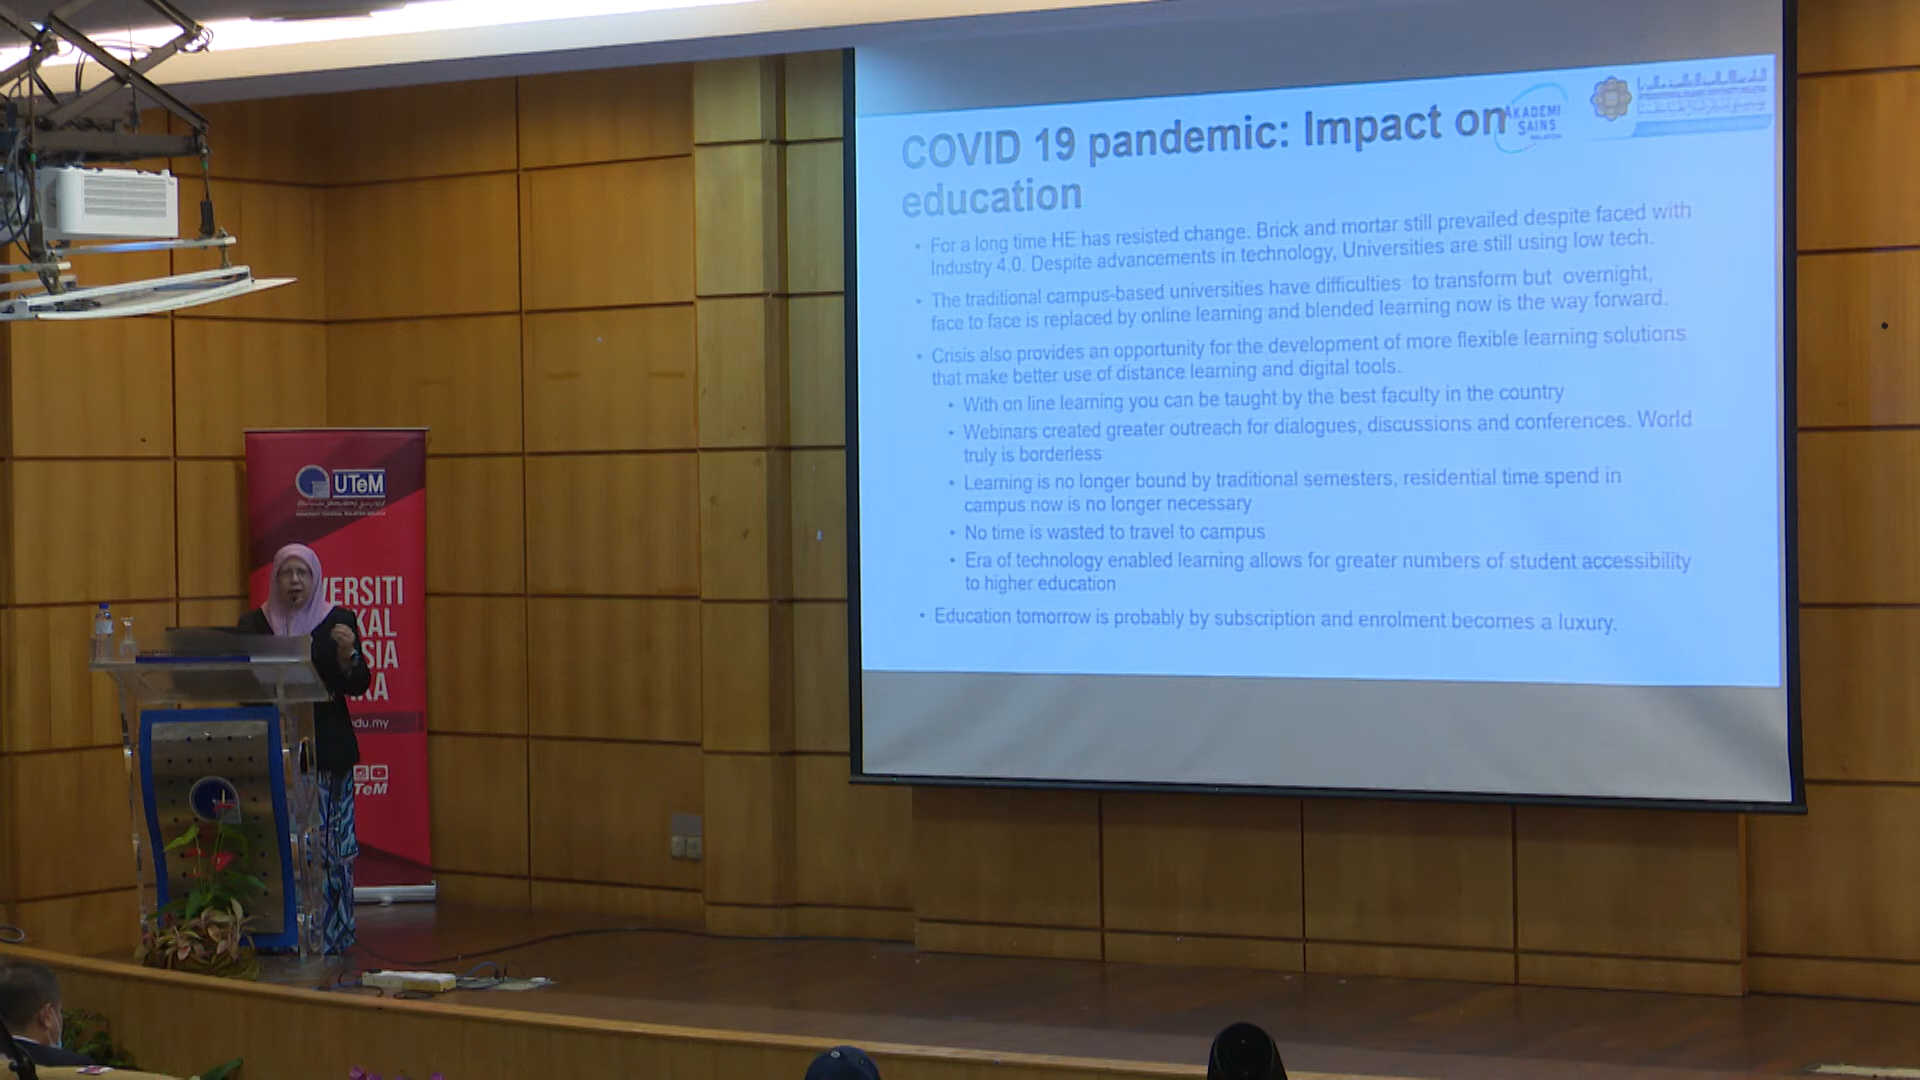 COVID 19 pandemic: Impact on
education
AKADEMI
SAINS
• For a long time HE has resisted change. Brick and mortar still prevailed despite faced with
Industry 4.0. Despite advancements in technology, Universities are still using low tech.
• The traditional campus-based universities have difficulties to transform but overnight,
face to face is replaced by online learning and blended learning now is the way forward.
• Crisis also provides an opportunity for the development of more flexible learning solutions
that make better use of distance learning and digital tools.
• With on line learning you can be taught by the best faculty in the country
• Webinars created greater outreach for dialogues, discussions and conferences. World
truly is borderless
• Learning is no longer bound by traditional semesters, residential time spend in
campus now is no longer necessary
• No time is wasted to travel to campus
• Era of technology enabled learning allows for greater numbers of student accessibility
to higher education
• Education tomorrow is probably by subscription and enrolment becomes a luxury.
UTeM
VERSITI
KAL
SIA
KA
edu.my
TeM